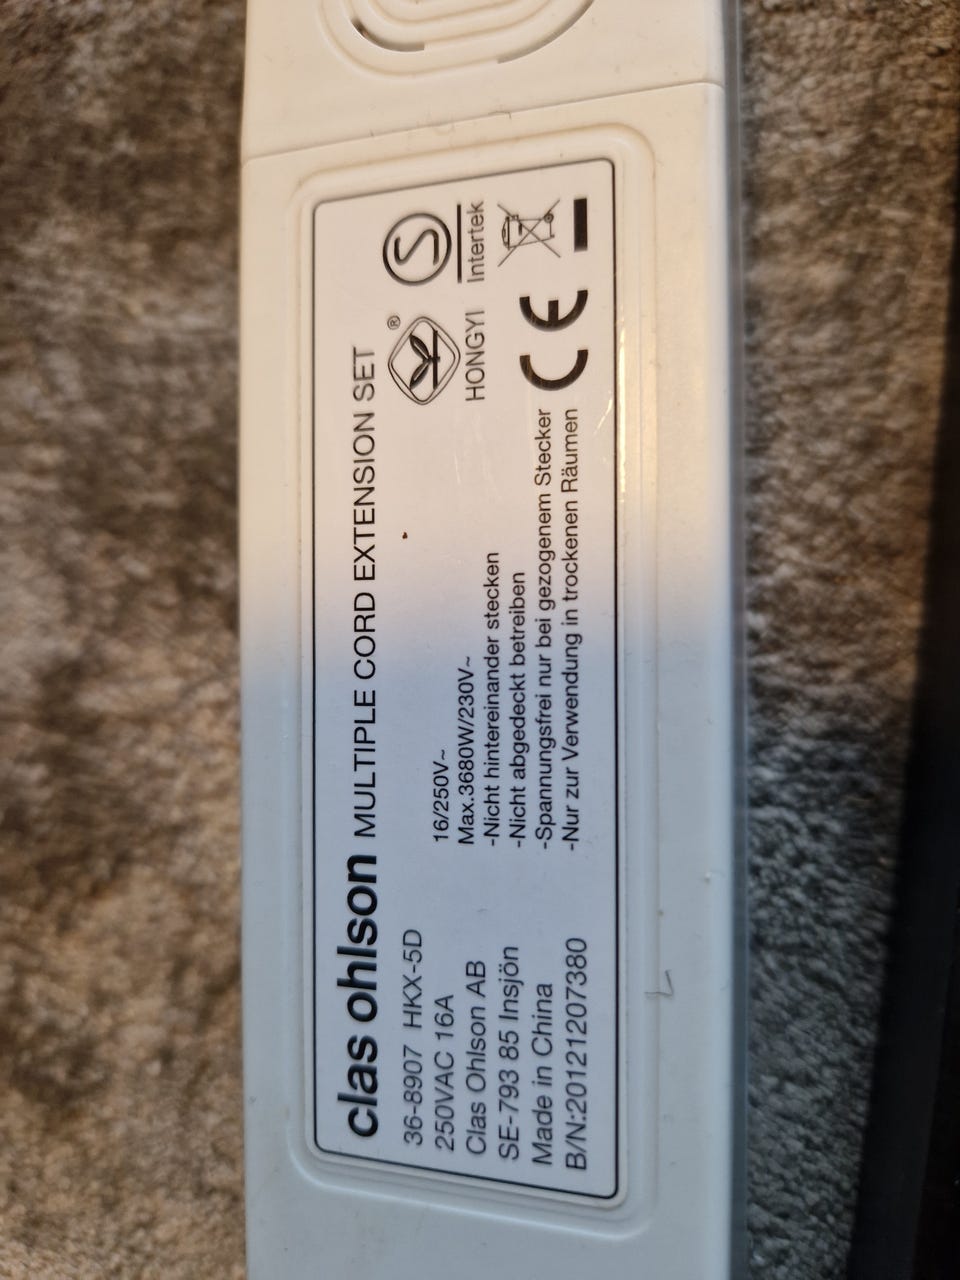 clas ohlson MULTIPLE CORD EXTENSION SET
36-8907 HKX-5D
250VAC 16A
Clas Ohlson AB
SE-793 85 Insjön
Made in China
B/N:201212207380
16/250V~
Max.3680W/230V~
-Nicht hintereinander stecken
-Nicht abgedeckt betreiben
-Spannungsfrei nur bei gezogenem Stecker
-Nur zur Verwendung in trockenen Räumen
®
HONGYI
S
Intertek
CE